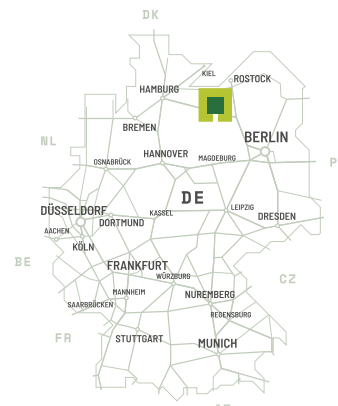 DK
KIEL
ROSTOCK
HAMBURG
BREMEN
BERLIN
NL
HANNOVER
MAGDEBURG
OSNABRÜCK
P
DE
DÜSSELDORF
KASSEL
LEIPZIG
DORTMUND
DRESDEN
AACHEN
KÖLN
BE
FRANKFURT
WÜRZBURG
CZ
MANNHEIM
NUREMBERG
SAARBRÜCKEN
REGENSBURG
FR
STUTTGART
MUNICH